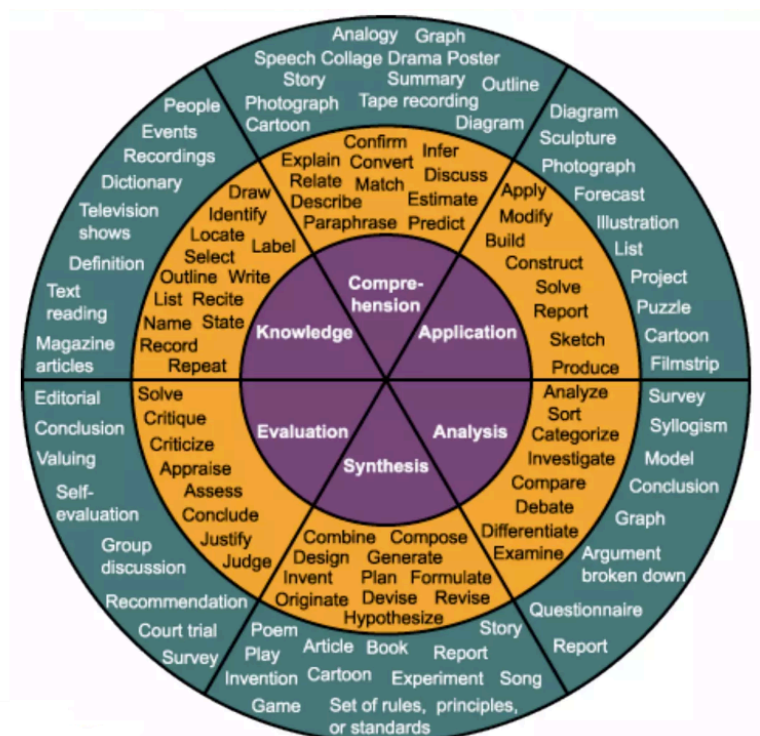 Analogy Graph
Speech Collage Drama Poster
Story Summary Outline
Photograph Tape recording
Cartoon Diagram
Confirm
Explain Convert Infer
Relate Match Discuss
Describe Estimate
Paraphrase Predict
Compre-
hension
Diagram
Sculpture
Photograph
Forecast
Illustration
List
Project
Puzzle
Cartoon
Filmstrip
Apply
Modify
Build
Construct
Solve
Report
Sketch
Produce
Application
Survey
Syllogism
Model
Conclusion
Graph
Argument
broken down
Questionnaire
Report
Analyze
Sort
Categorize
Investigate
Compare
Debate
Differentiate
Examine
Analysis
Synthesis
Combine Compose
Design Generate
Invent Plan Formulate
Originate Devise Revise
Hypothesize
Poem Story
Play Article Book Report
Invention Cartoon Experiment Song
Game Set of rules, principles,
or standards
Evaluation
Solve
Critique
Criticize
Appraise
Assess
Conclude
Justify
Judge
Editorial
Conclusion
Valuing
Self-
evaluation
Group
discussion
Recommendation
Court trial
Survey
Knowledge
Draw
Identify
Locate
Select Label
Outline Write
List Recite
Name State
Record
Repeat
People
Events
Recordings
Dictionary
Television
shows
Definition
Text
reading
Magazine
articles